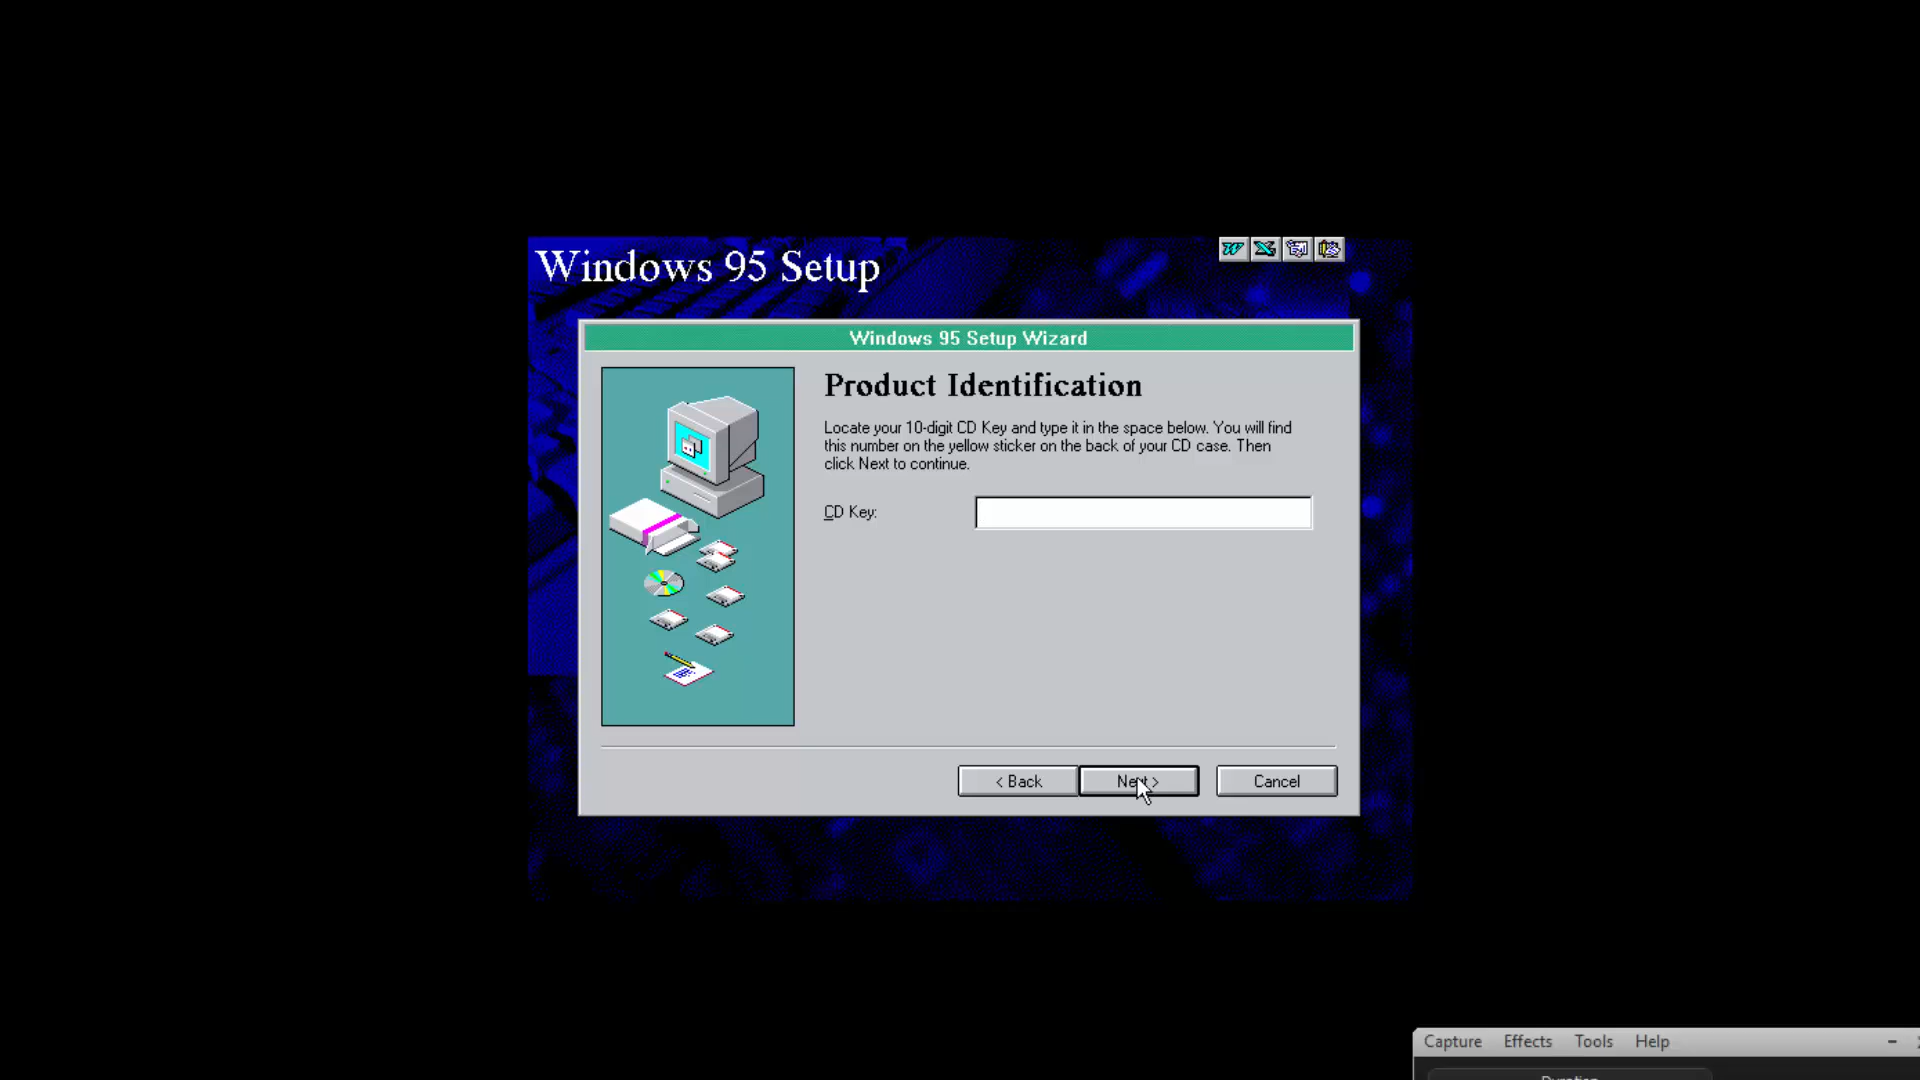 Windows 95 Setup
Windows 95 Setup Wizard
Product Identification
Locate your 10-digit CD Key and type it in the space below. You will find
this number on the yellow sticker on the back of your CD case. Then
click Next to continue.
CD Key:
< Back
Next >
Cancel
Capture Effects Tools Help